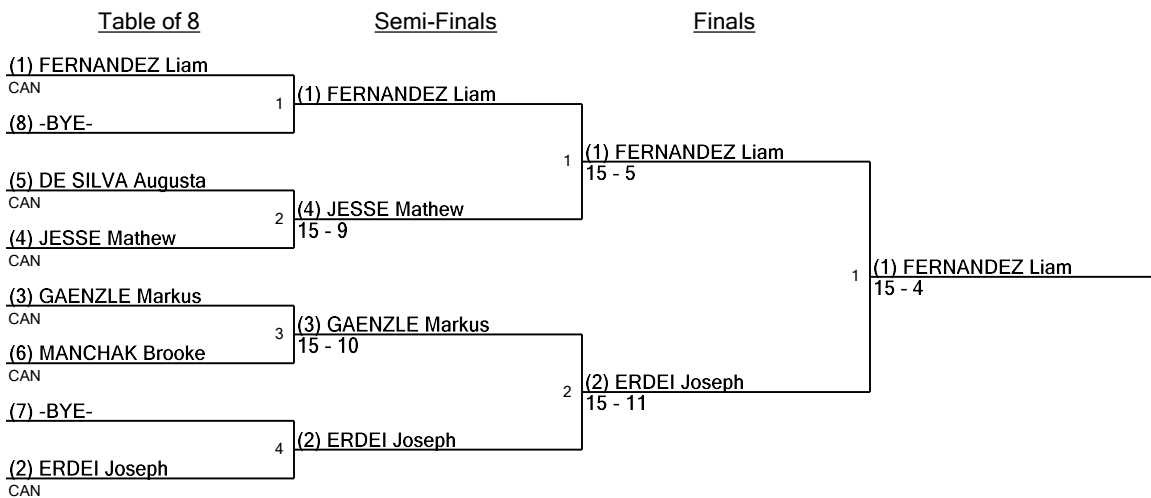 Table of 8
Semi-Finals
Finals
(1) FERNANDEZ Liam
CAN
1
(8) -BYE-
(5) DE SILVA Augusta
CAN
2
(4) JESSE Mathew
CAN
(3) GAENZLE Markus
CAN
3
(6) MANCHAK Brooke
CAN
(7) -BYE-
4
(2) ERDEI Joseph
CAN
(1) FERNANDEZ Liam
1
(4) JESSE Mathew
15 - 9
(3) GAENZLE Markus
15 - 10
2
(2) ERDEI Joseph
(1) FERNANDEZ Liam
15 - 5
1
(2) ERDEI Joseph
15 - 11
(1) FERNANDEZ Liam
15 - 4